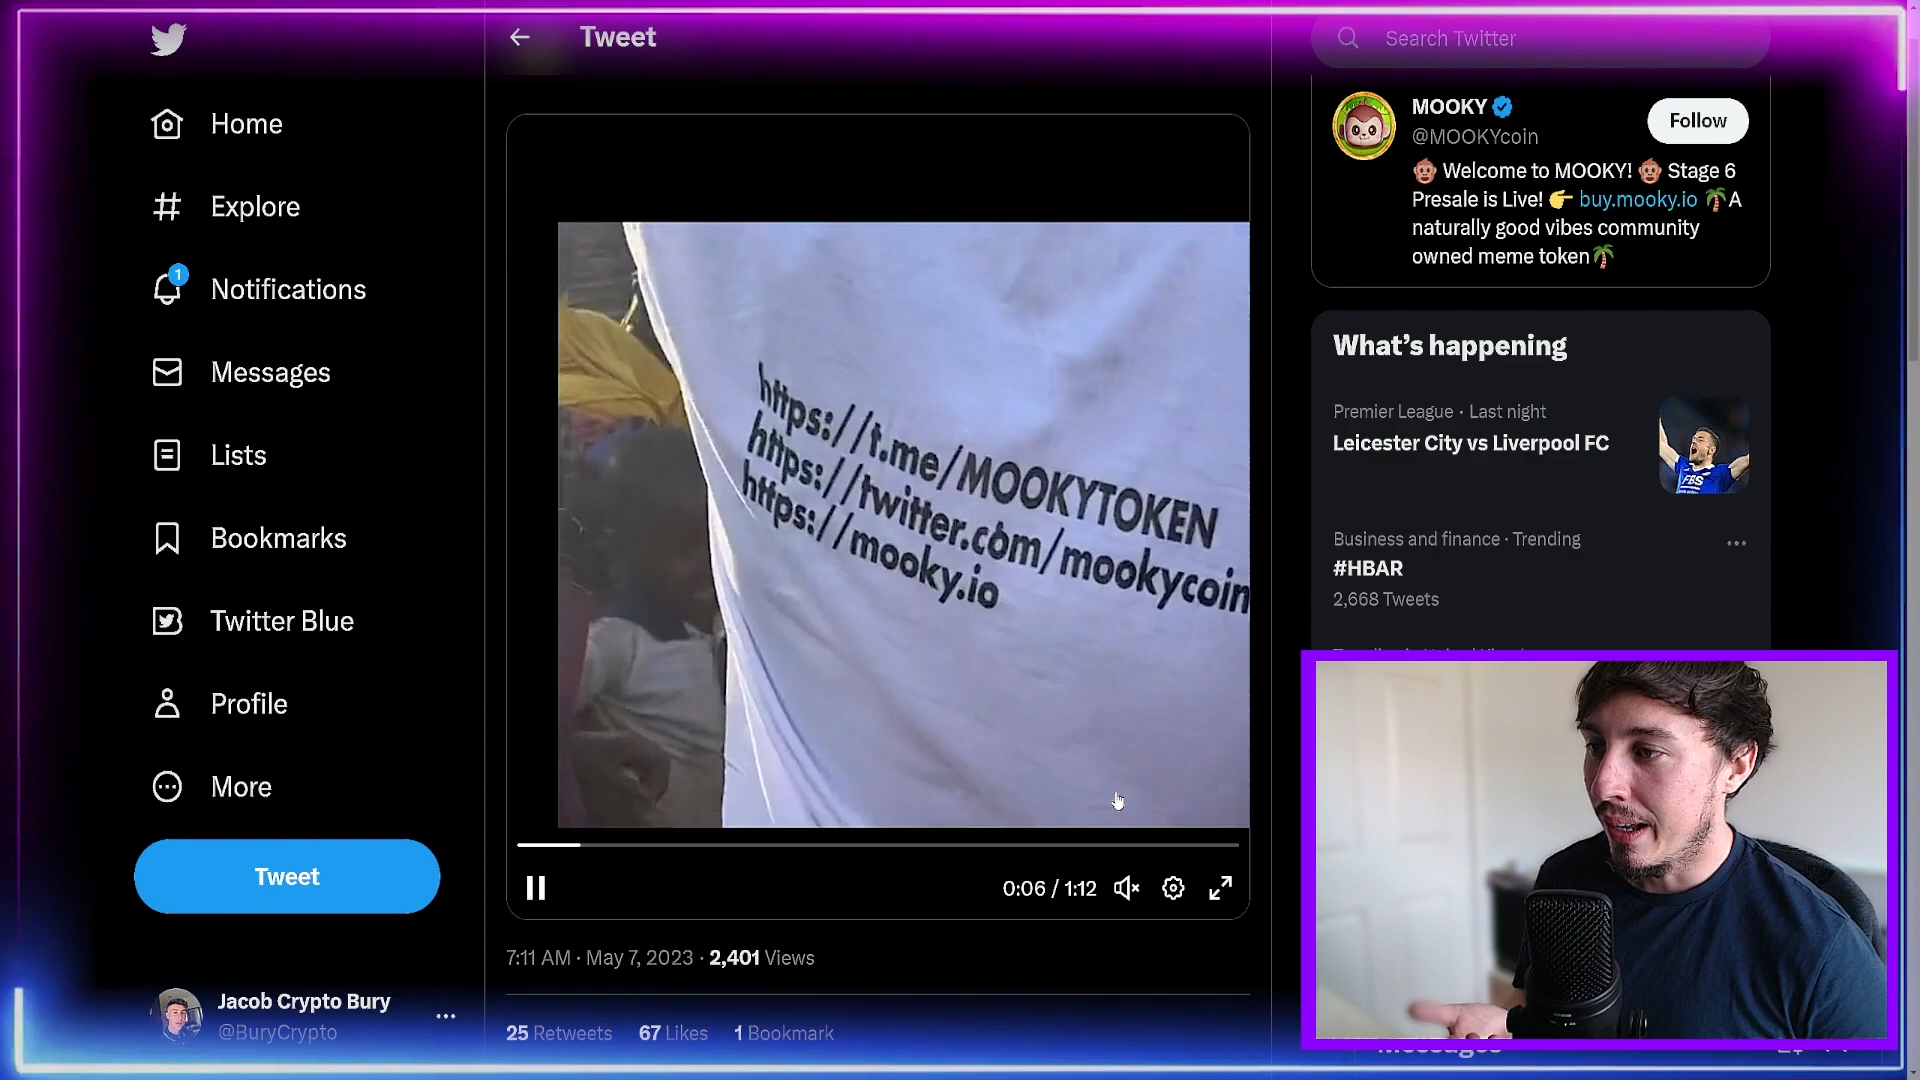 Tweet
Search Twitter
Home
Explore
1
Notifications
Messages
Lists
Bookmarks
Twitter Blue
Profile
More
Tweet
Jacob Crypto Bury
@BuryCrypto
https://t.me/MOOKYTOKEN
https://twitter.com/mookycoin
https://mooky.io
0:06 / 1:12
7:11 AM · May 7, 2023 · 2,401 Views
25 Retweets 67 Likes 1 Bookmark
MOOKY
@MOOKYcoin
Follow
🐵 Welcome to MOOKY! 🐵 Stage 6
Presale is Live! 👉 buy.mooky.io 🌴A
naturally good vibes community
owned meme token🌴
What's happening
Premier League · Last night
Leicester City vs Liverpool FC
FBS
Business and finance · Trending
#HBAR
2,668 Tweets